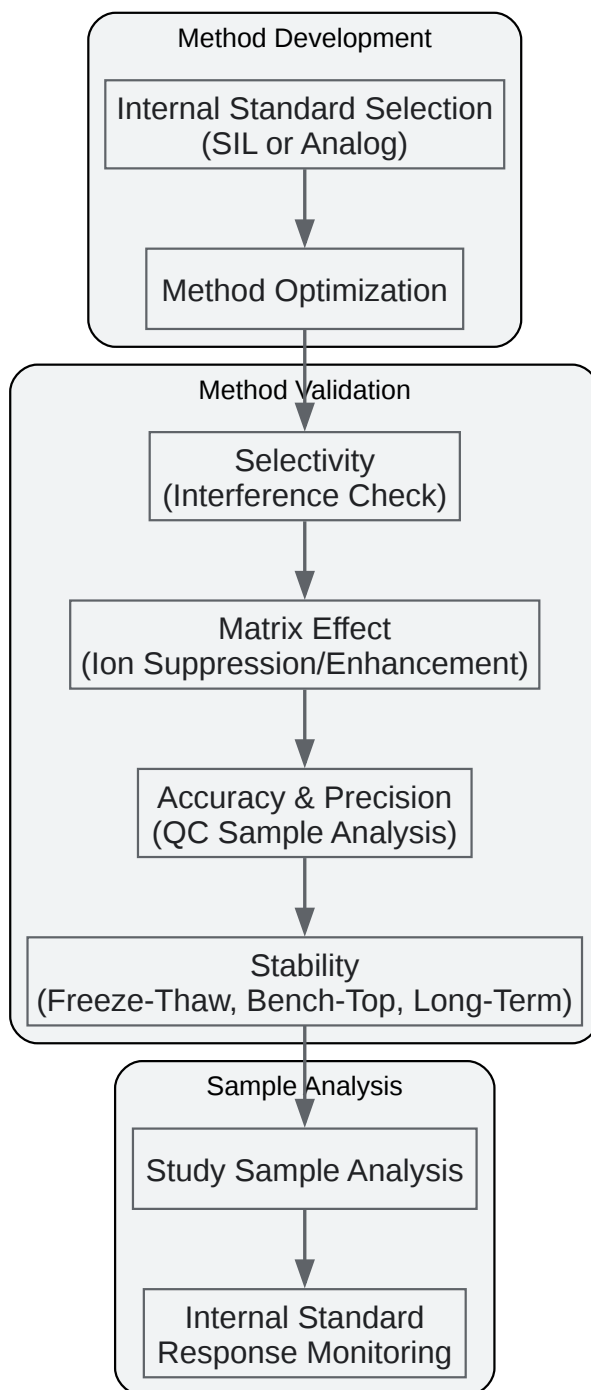 Method Development
Internal Standard Selection
(SIL or Analog)
Method Optimization
Method Validation
Selectivity
(Interference Check)
Matrix Effect
(Ion Suppression/Enhancement)
Accuracy & Precision
(QC Sample Analysis)
Stability
(Freeze-Thaw, Bench-Top, Long-Term)
Sample Analysis
Study Sample Analysis
Internal Standard
Response Monitoring